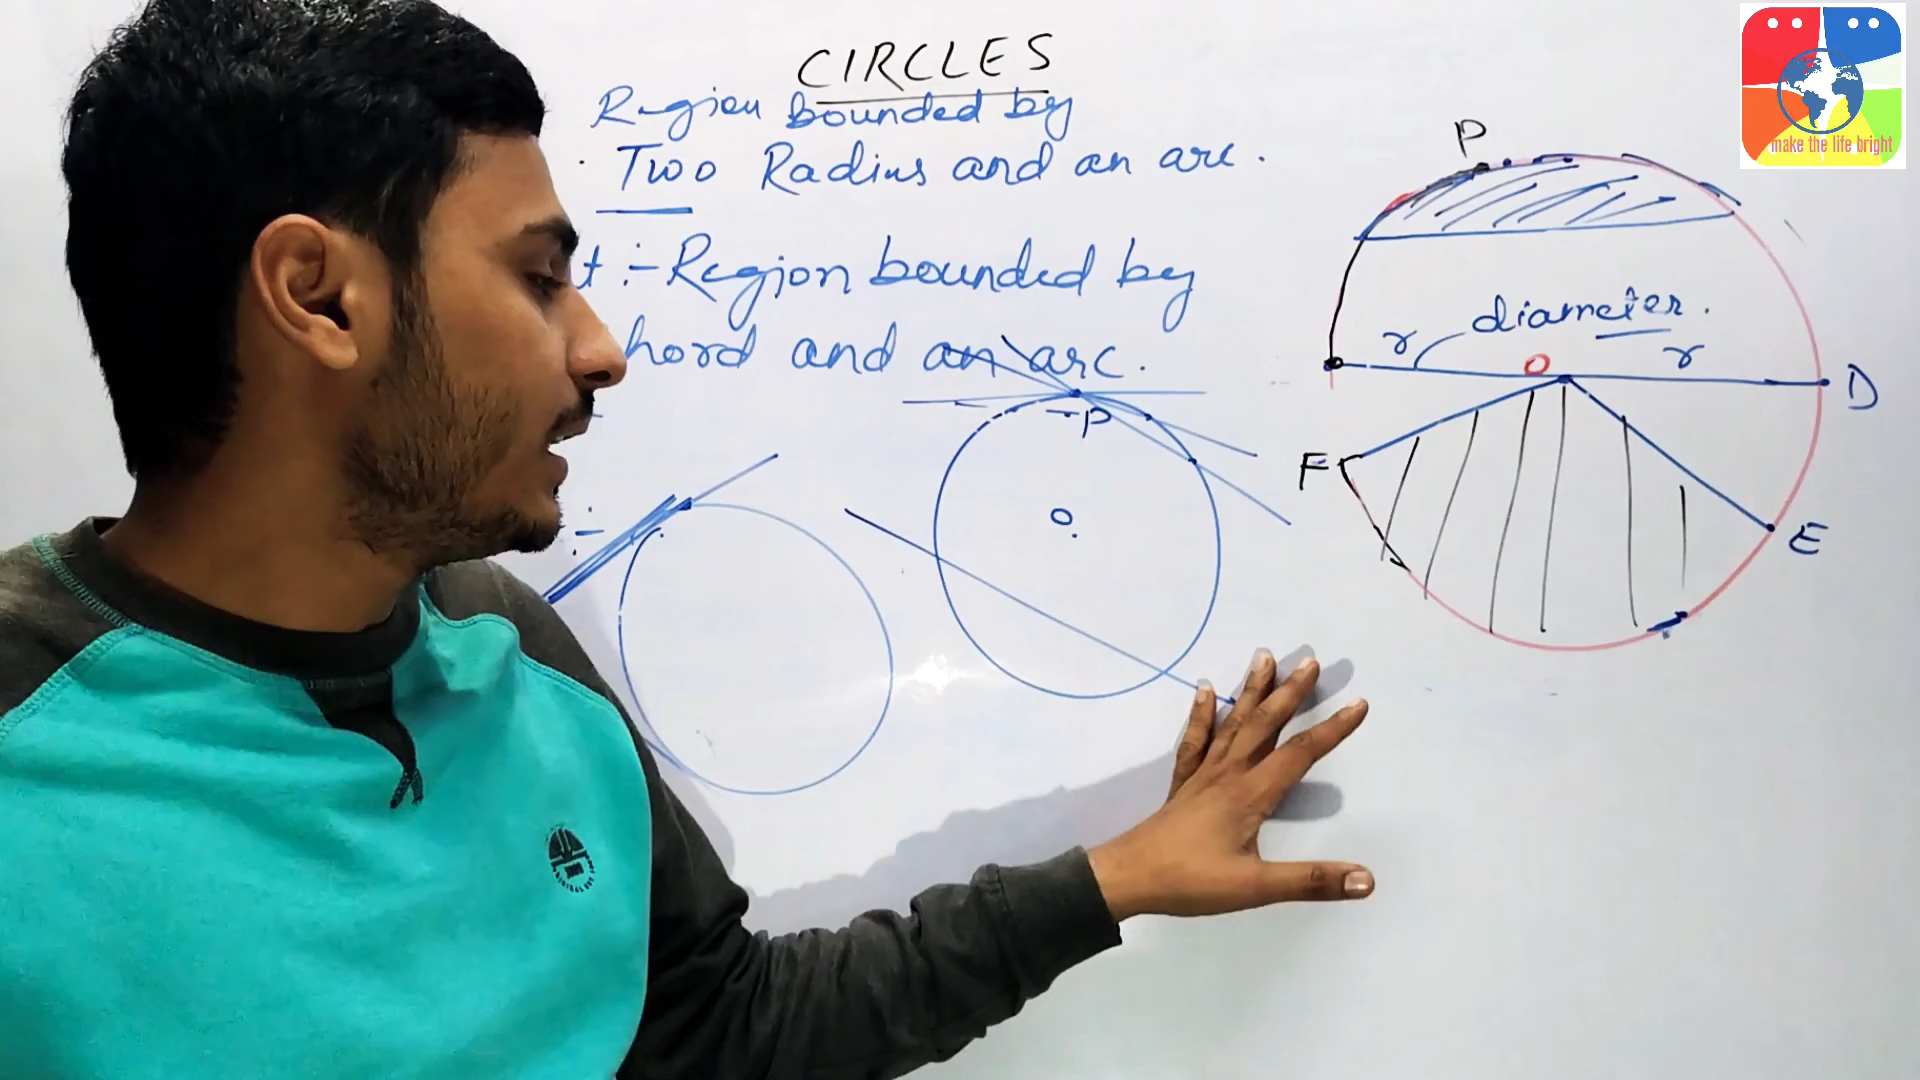 CIRCLES
Region bounded by
Two Radius and an arc.
t :- Region bounded by
hord and an arc.
:-
P
O
P
diameter.
r
r
O
D
F
E
make the life bright